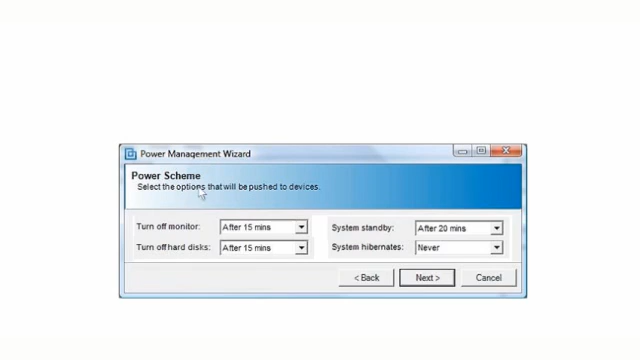 Power Management Wizard
Power Scheme
Select the options that will be pushed to devices.
Turn off monitor: After 15 mins System standby: After 20 mins
Turn off hard disks: After 15 mins System hibernates: Never
< Back Next > Cancel